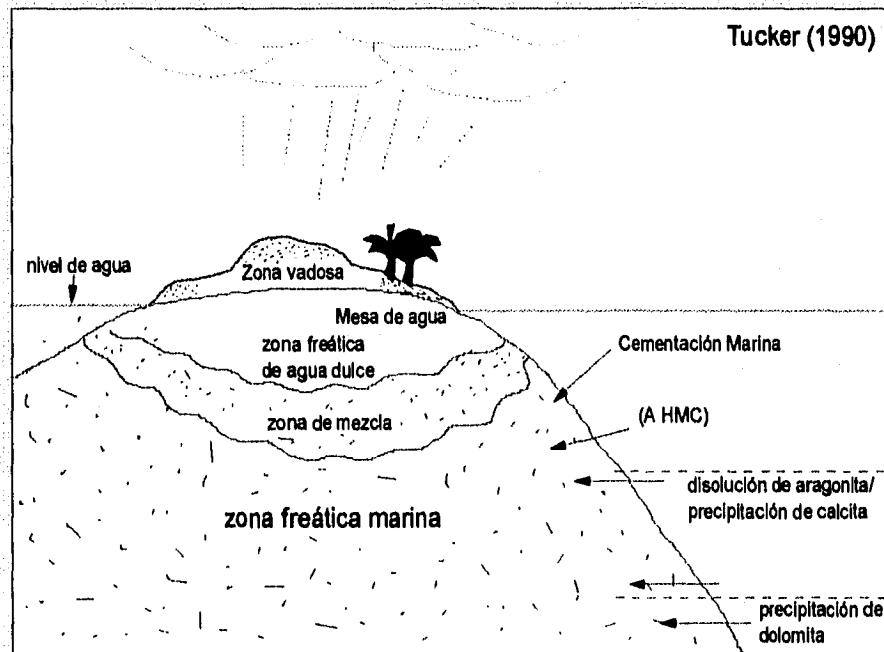 Tucker (1990)
nivel de agua
Zona vadosa
Mesa de agua
zona freática
de agua dulce
Cementación Marina
zona de mezcla
(A HMC)
disolución de aragonita/
precipitación de calcita
zona freática marina
precipitación de
dolomita